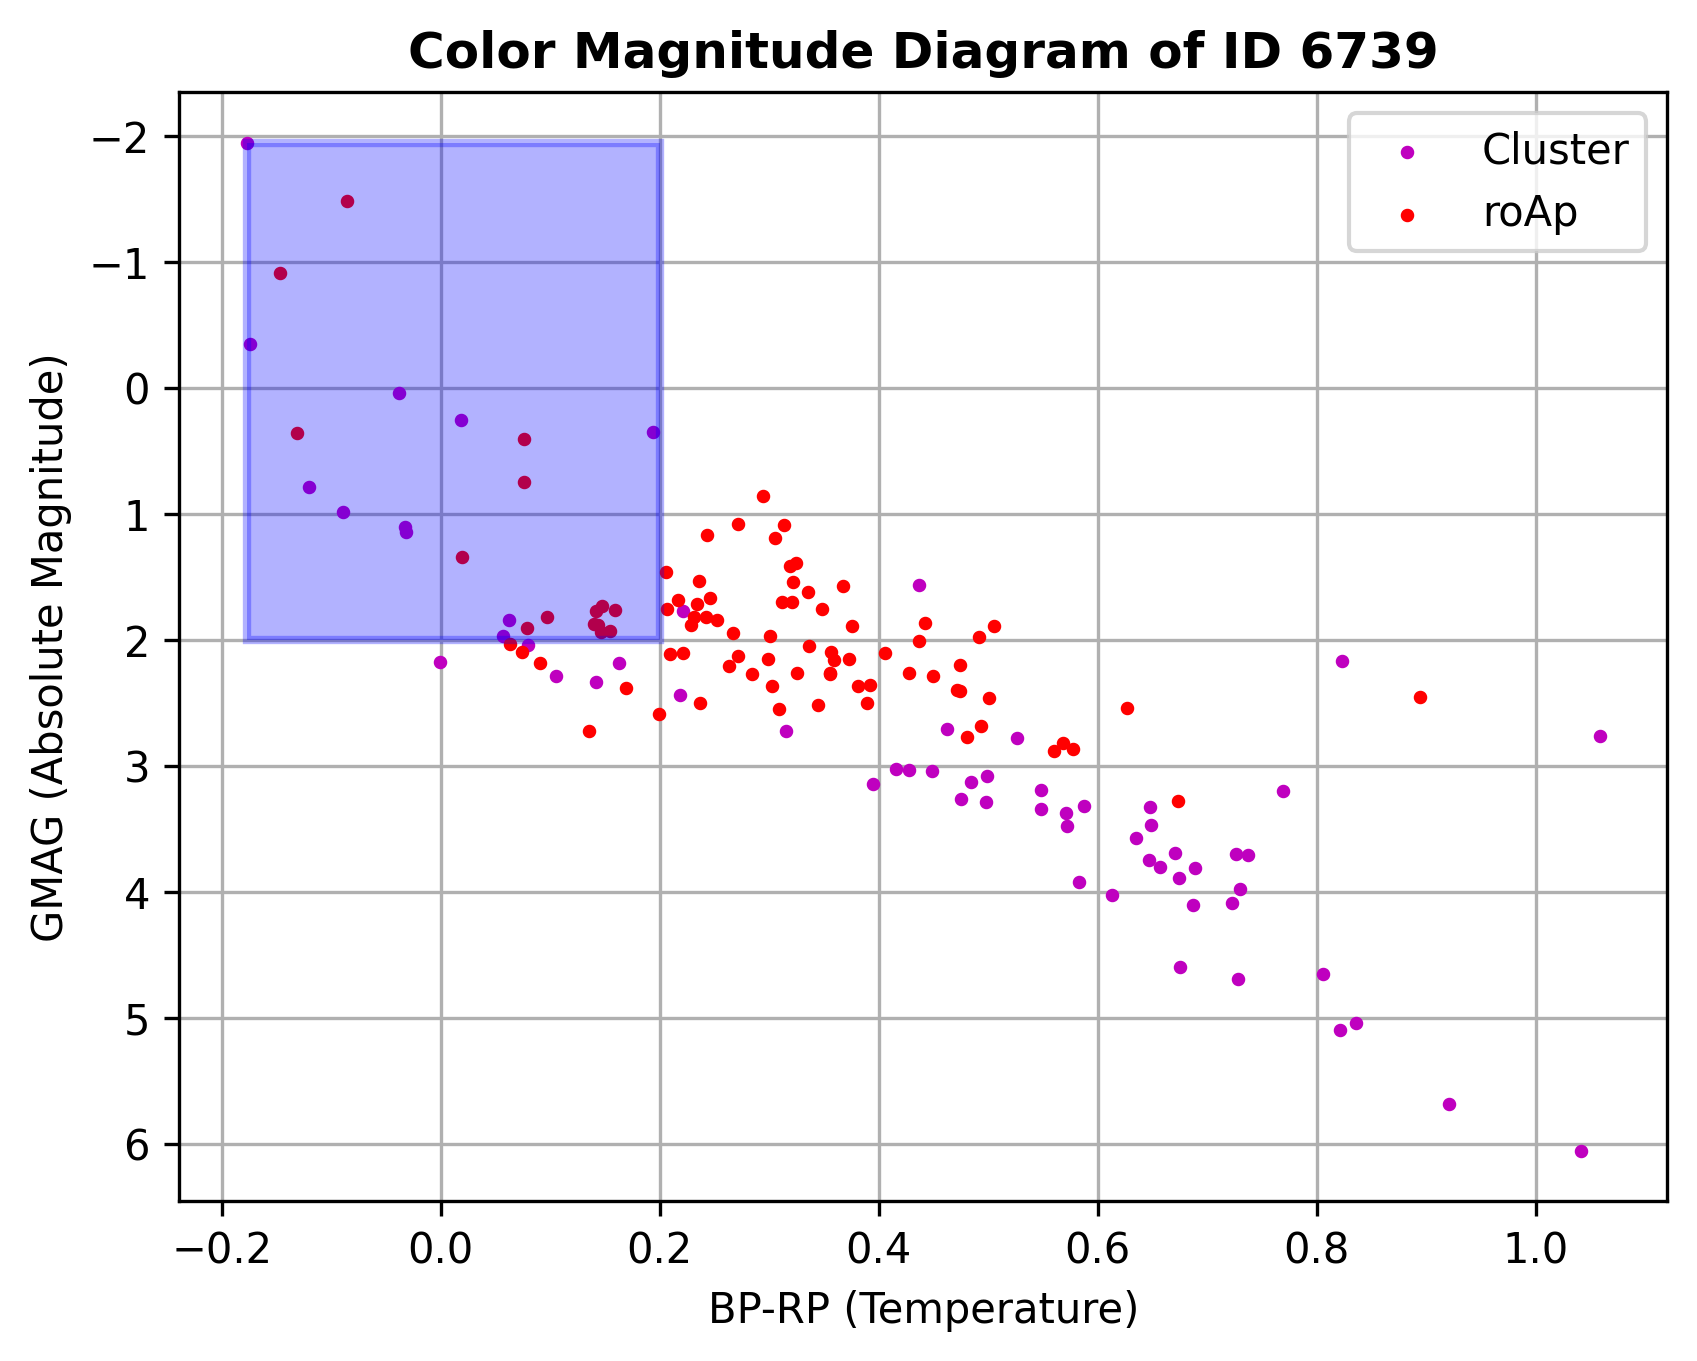 Color Magnitude Diagram of ID 6739
Cluster
roAp
GMAG (Absolute Magnitude)
−2
−1
0
1
2
3
4
5
6
−0.2 0.0 0.2 0.4 0.6 0.8 1.0
BP-RP (Temperature)